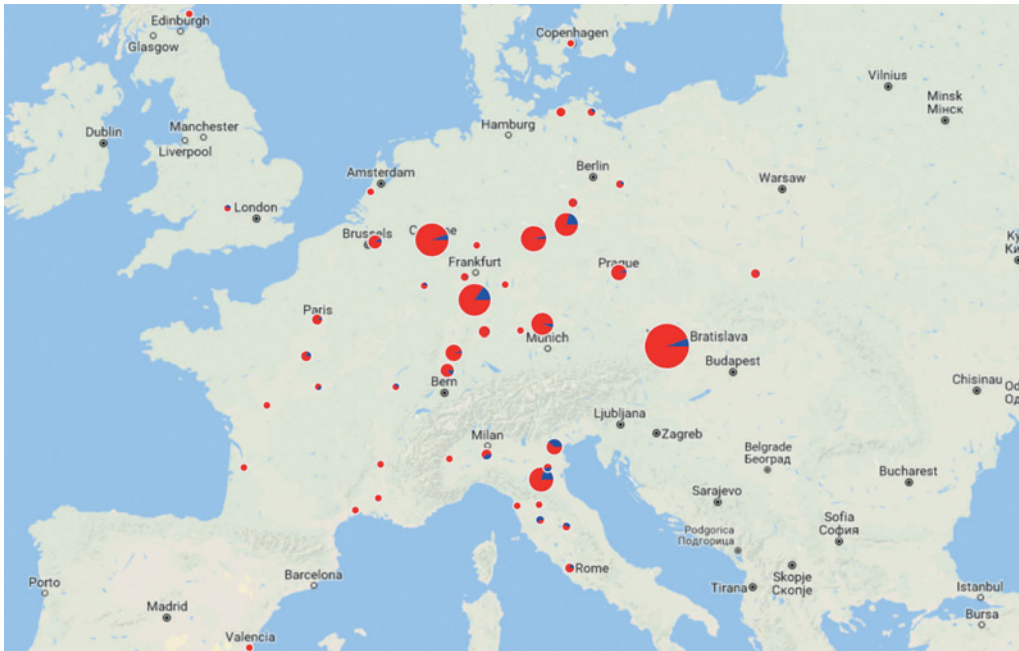 Edinburgh
Glasgow
Copenhagen
Vilnius
Minsk
Мінск
Dublin
Manchester
Liverpool
Hamburg
Amsterdam
Berlin
Warsaw
London
Brussels
Frankfurt
Prague
Paris
Munich
Bratislava
Budapest
Bern
Chisinau
Ljubljana
Zagreb
Milan
Belgrade
Београд
Bucharest
Sarajevo
Sofia
София
Podgorica
Подгорица
Skopje
Скопје
Tirana
Istanbul
Bursa
Rome
Barcelona
Porto
Madrid
Valencia